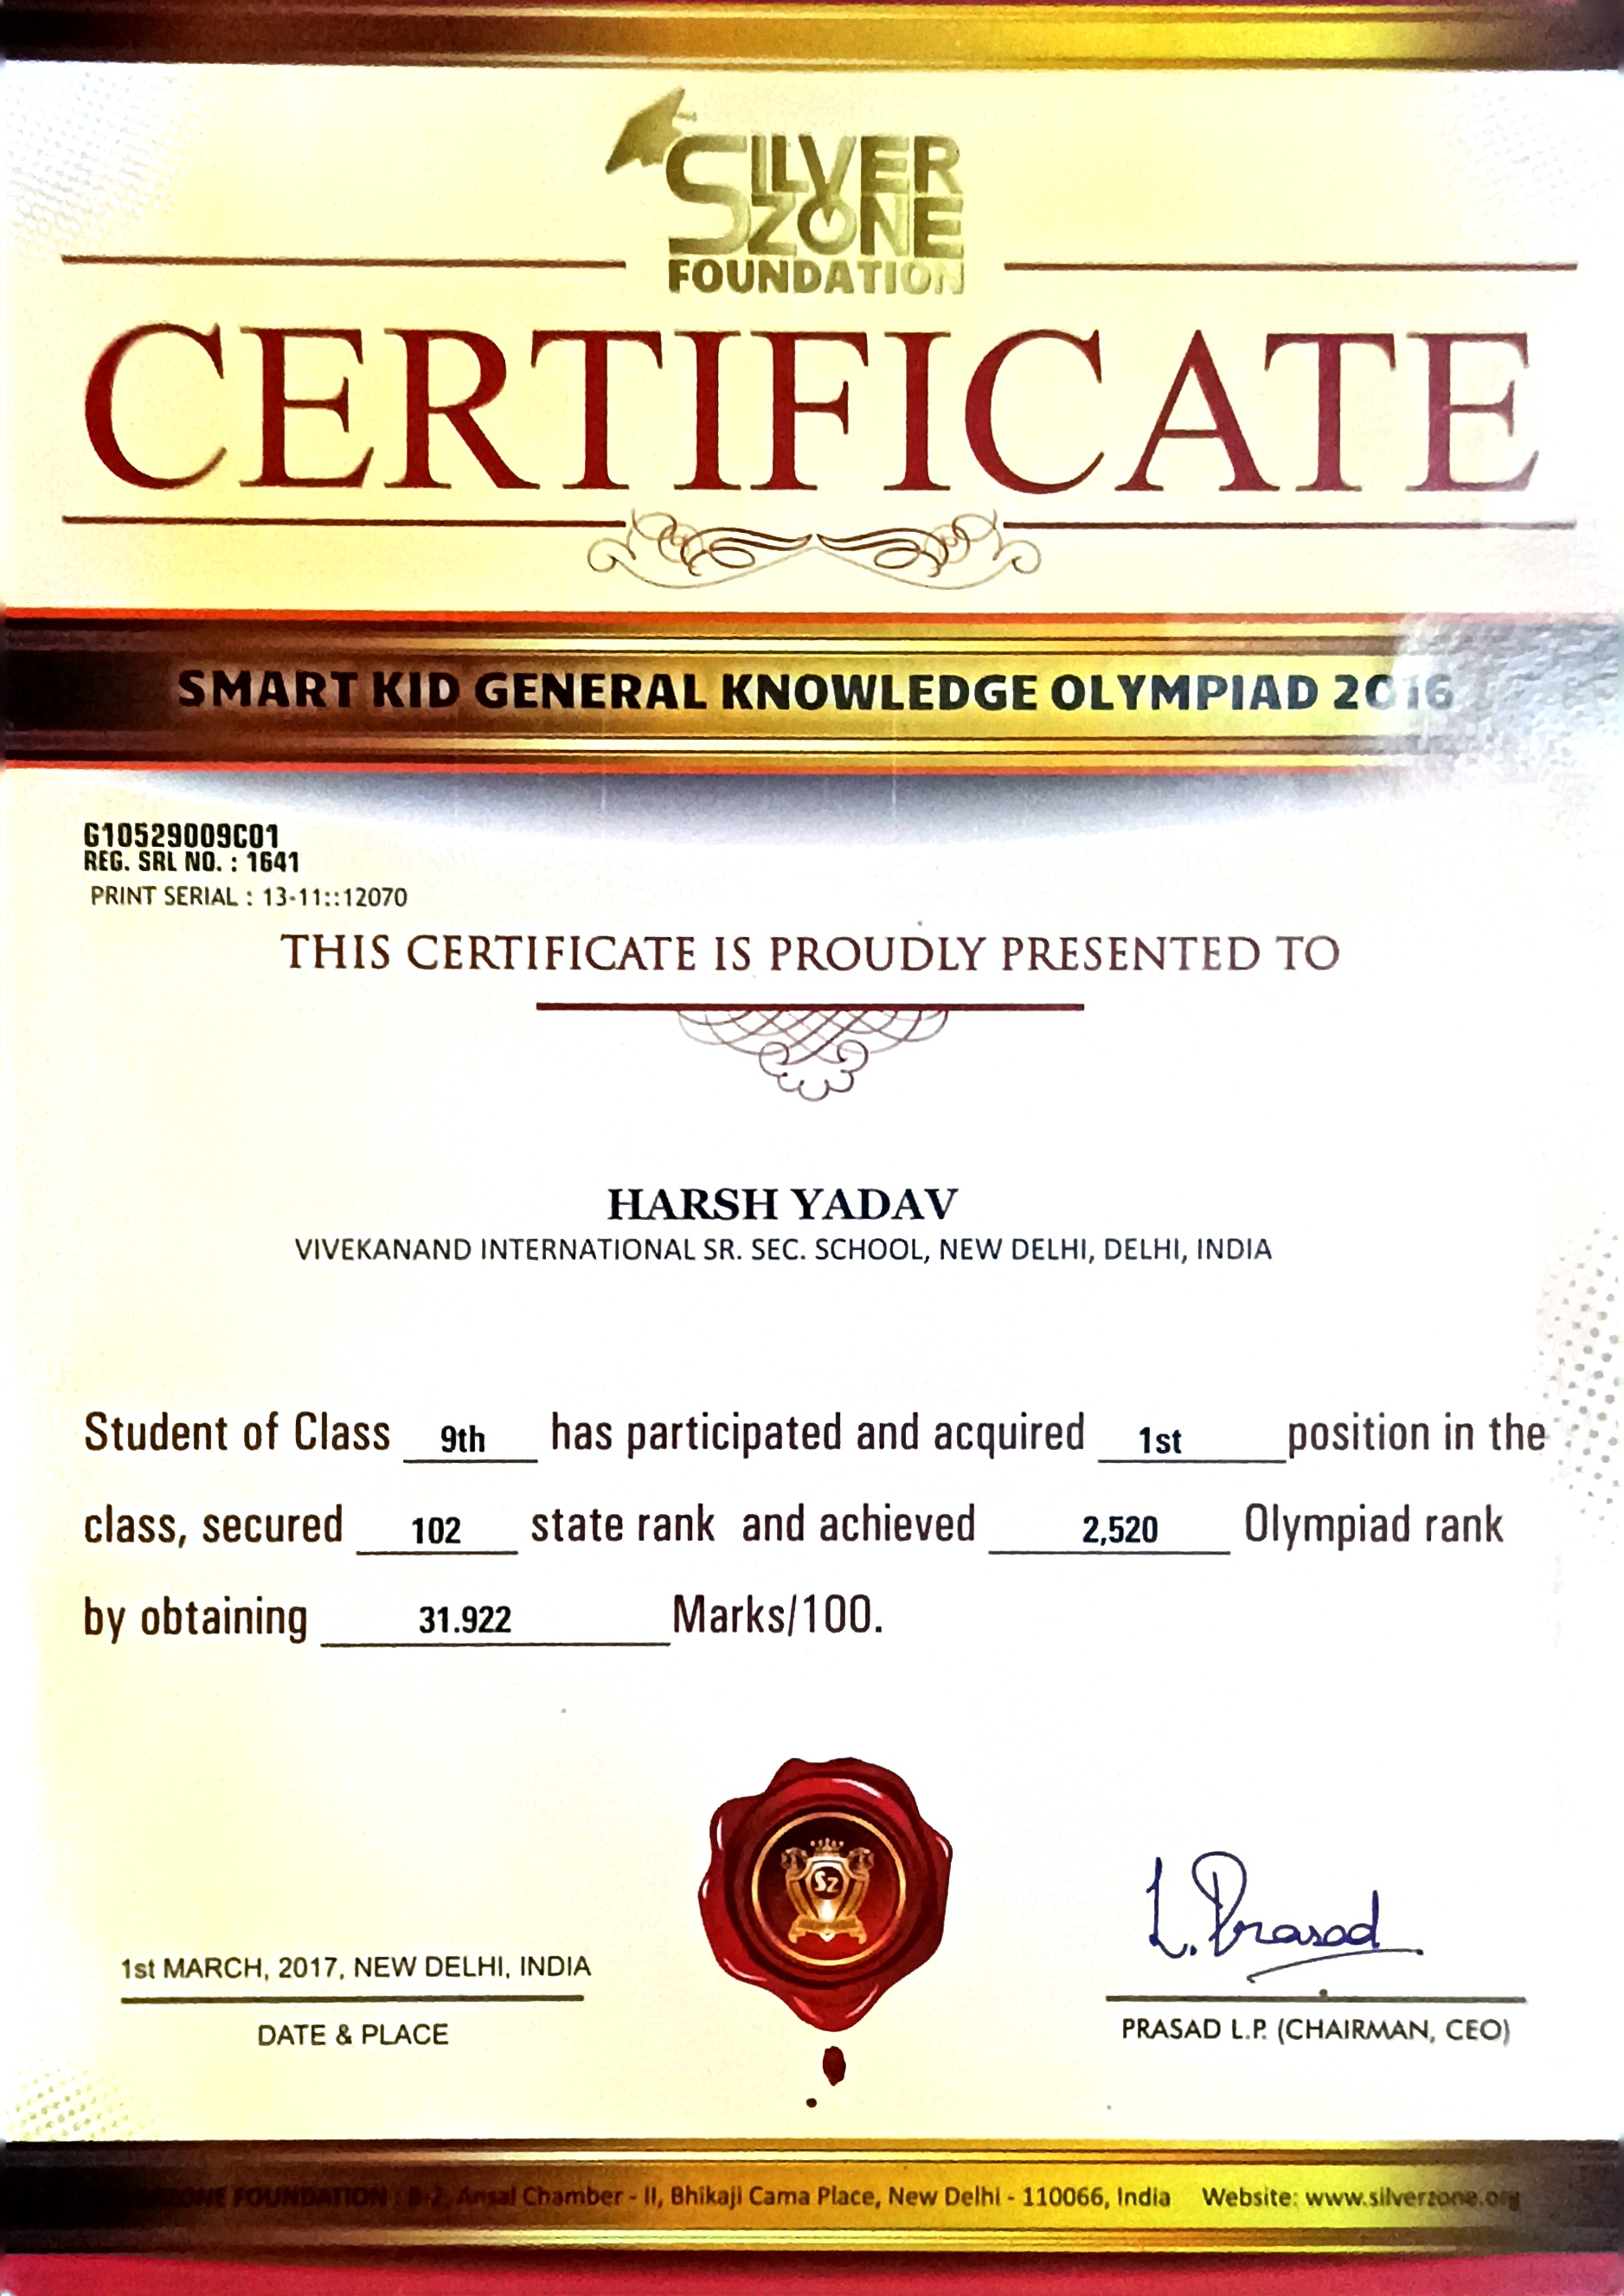 SILVER
ZONE
FOUNDATION
CERTIFICATE
SMART KID GENERAL KNOWLEDGE OLYMPIAD 2016
G10529009C01
REG. SRL NO. : 1641
PRINT SERIAL : 13-11::12070
THIS CERTIFICATE IS PROUDLY PRESENTED TO
HARSH YADAV
VIVEKANAND INTERNATIONAL SR. SEC. SCHOOL, NEW DELHI, DELHI, INDIA
Student of Class 9th has participated and acquired 1st position in the
class, secured 102 state rank and achieved 2,520 Olympiad rank
by obtaining 31.922 Marks/100.
SZ
L. Prasad
1st MARCH, 2017, NEW DELHI, INDIA
DATE & PLACE
PRASAD L.P. (CHAIRMAN, CEO)
FOUNDATION : B-2, Ansal Chamber - II, Bhikaji Cama Place, New Delhi - 110066, India Website: www.silverzone.org